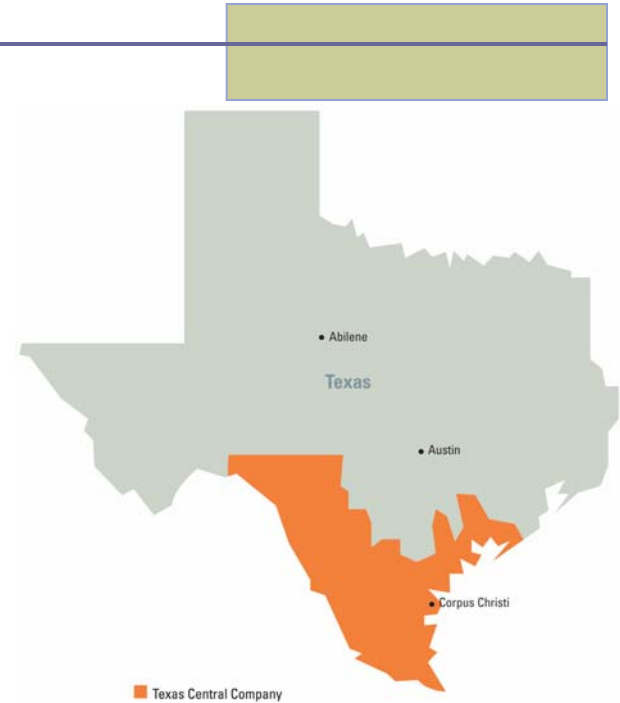 Abilene
Texas
Austin
Corpus Christi
Texas Central Company